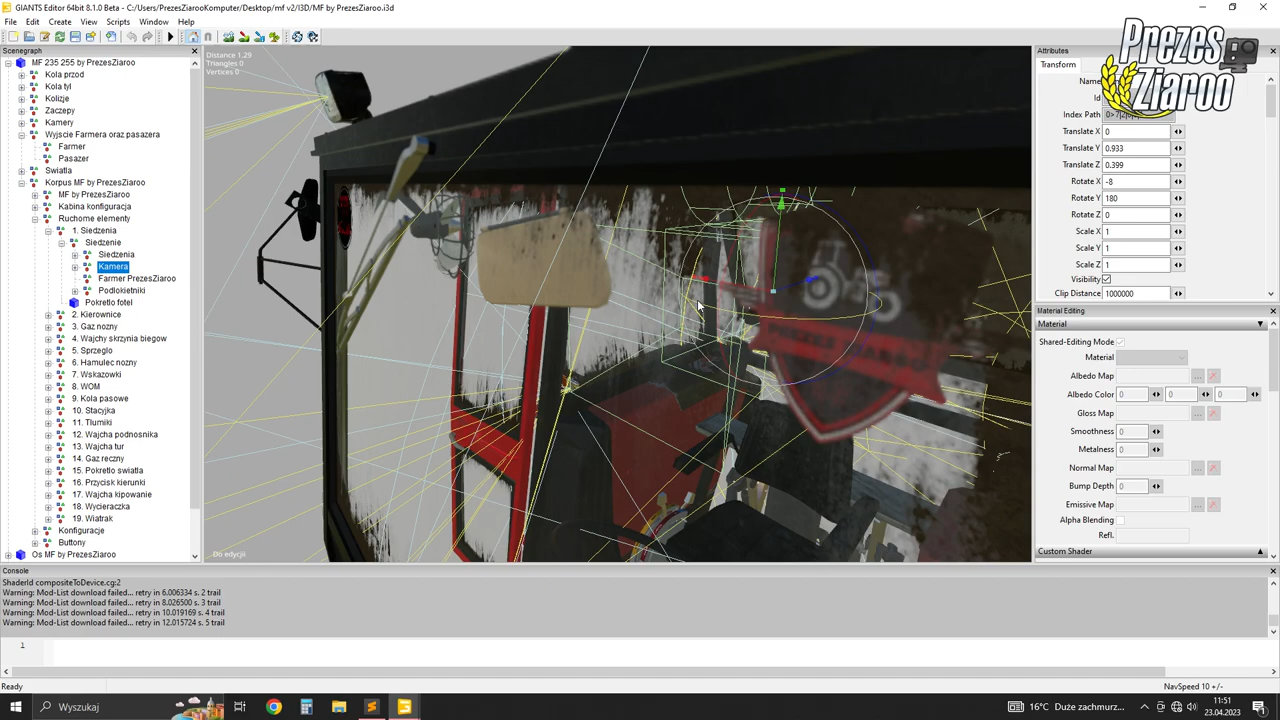 GIANTS Editor 64bit 8.1.0 Beta - C:/Users/PrezesZiarooKomputer/Desktop/mf v2/I3D/MF by PrezesZiaroo.i3d
File Edit Create View Scripts Window Help
Scenegraph
MF 235 255 by PrezesZiaroo
Kola przod
Kola tyl
Kolizje
Zaczepy
Kamery
Wyjscie Farmera oraz pasazera
Farmer
Pasazer
Swiatla
Korpus MF by PrezesZiaroo
MF by PrezesZiaroo
Kabina konfiguracja
Ruchome elementy
1. Siedzenia
Siedzenie
Siedzenia
Kamera
Farmer PrezesZiaroo
Podlokietniki
Pokretlo fotel
2. Kierownice
3. Gaz nozny
4. Wajchy skrzynia biegow
5. Sprzeglo
6. Hamulec nozny
7. Wskazowki
8. WOM
9. Kola pasowe
10. Stacyjka
11. Tlumiki
12. Wajcha podnosnika
13. Wajcha tur
14. Gaz reczny
15. Pokretlo swiatla
16. Przycisk kierunki
17. Wajcha kipowanie
18. Wycieraczka
19. Wiatrak
Konfiguracje
Buttony
Os MF by PrezesZiaroo
Distance 1.29
Triangles 0
Vertices 0
Do edycji
Prezes
Ziaroo
Attributes
Transform
Name
Id
Index Path
Translate X 0
Translate Y 0.933
Translate Z 0.399
Rotate X -8
Rotate Y 180
Rotate Z 0
Scale X 1
Scale Y 1
Scale Z 1
Visibility
Clip Distance 1000000
Material Editing
Material
Shared-Editing Mode
Material
Albedo Map ...
Albedo Color 0 0 0
Gloss Map ...
Smoothness 0
Metalness 0
Normal Map ...
Bump Depth 0
Emissive Map ...
Alpha Blending
Refl.
Custom Shader
Console
ShaderId compositeToDevice.cg:2
Warning: Mod-List download failed... retry in 6.006334 s. 2 trail
Warning: Mod-List download failed... retry in 8.026500 s. 3 trail
Warning: Mod-List download failed... retry in 10.019169 s. 4 trail
Warning: Mod-List download failed... retry in 12.015724 s. 5 trail
1
Ready
NavSpeed 10 +/-
Wyszukaj
16°C Duże zachmurz...
11:51
23.04.2023